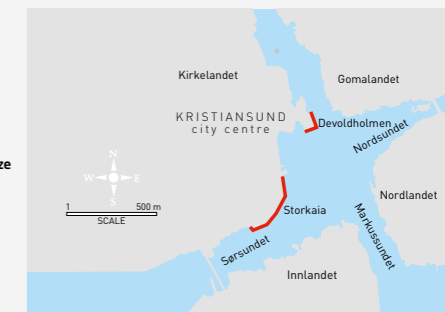 Kirkelandet
Gomalandet
KRISTIANSUND
city centre
Devoldholmen
Nordsundet
ze
N
W E
S
1 500 m
SCALE
Nordlandet
Storkaia
Markussundet
Sørsundet
Innlandet